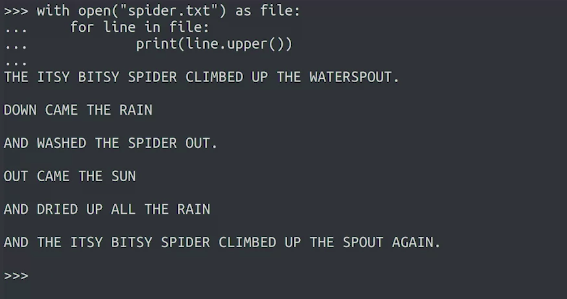 >>> with open("spider.txt") as file:
...     for line in file:
...             print(line.upper())
...
THE ITSY BITSY SPIDER CLIMBED UP THE WATERSPOUT.
DOWN CAME THE RAIN
AND WASHED THE SPIDER OUT.
OUT CAME THE SUN
AND DRIED UP ALL THE RAIN
AND THE ITSY BITSY SPIDER CLIMBED UP THE SPOUT AGAIN.
>>>